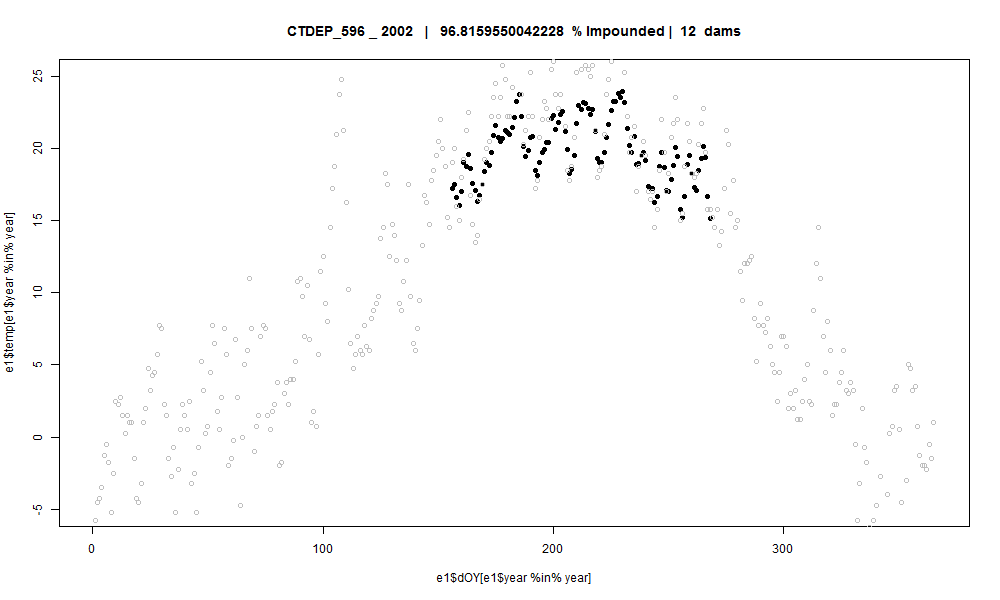 CTDEP_596 _ 2002 | 96.8159550042228 % Impounded | 12 dams
25
20
15
10
5
0
-5
e1$temp[e1$year %in% year]
0 100 200 300
e1$dOY[e1$year %in% year]